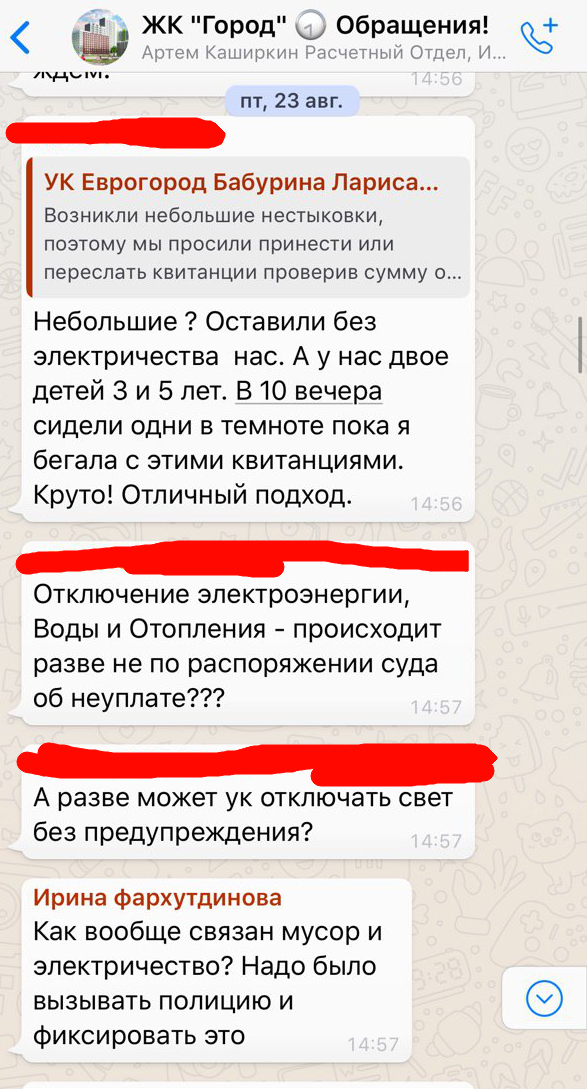 ЖК "Город" Обращения!
Артем Каширкин Расчетный Отдел, И...
ждем!
14:56
пт, 23 авг.
УК Еврогород Бабурина Лариса...
Возникли небольшие нестыковки,
поэтому мы просили принести или
переслать квитанции проверив сумму о...
Небольшие ? Оставили без
электричества нас. А у нас двое
детей 3 и 5 лет. В 10 вечера
сидели одни в темноте пока я
бегала с этими квитанциями.
Круто! Отличный подход.
14:56
Отключение электроэнергии,
Воды и Отопления - происходит
разве не по распоряжении суда
об неуплате???
14:57
А разве может ук отключать свет
без предупреждения?
14:57
Ирина фархутдинова
Как вообще связан мусор и
электричество? Надо было
вызывать полицию и
фиксировать это
14:57